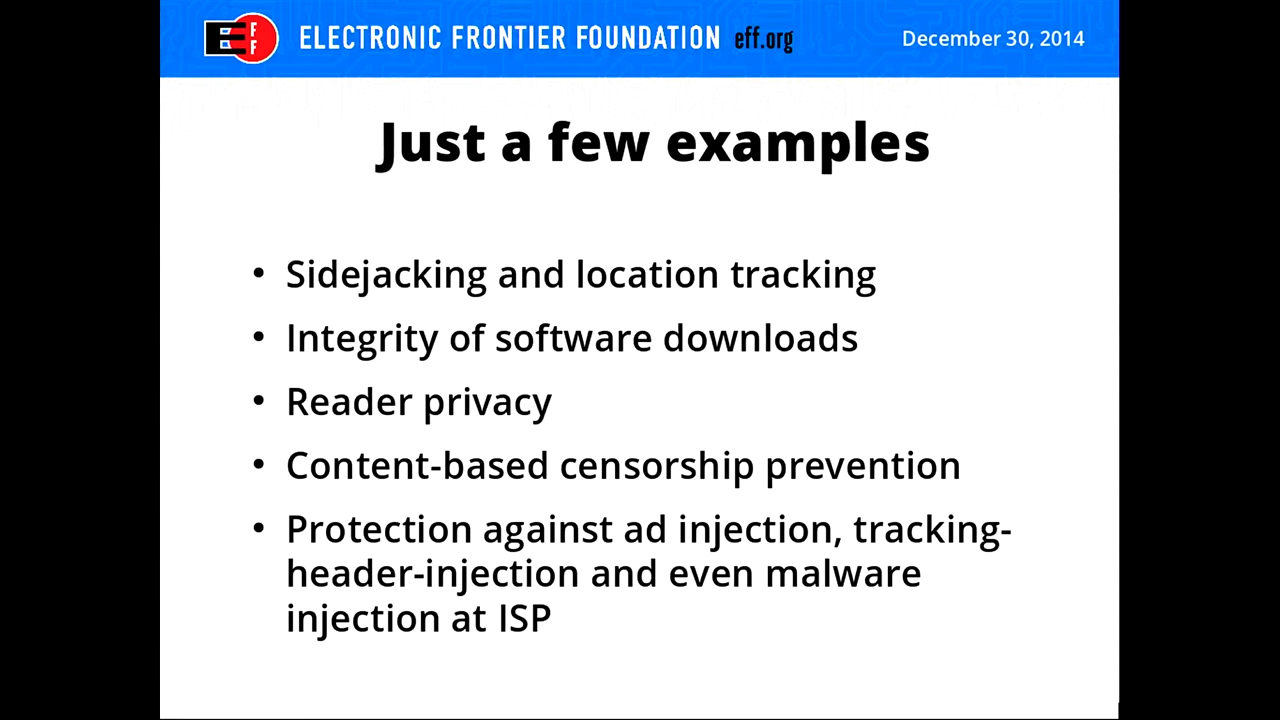 EFF ELECTRONIC FRONTIER FOUNDATION eff.org December 30, 2014
Just a few examples
• Sidejacking and location tracking
• Integrity of software downloads
• Reader privacy
• Content-based censorship prevention
• Protection against ad injection, tracking-
header-injection and even malware
injection at ISP